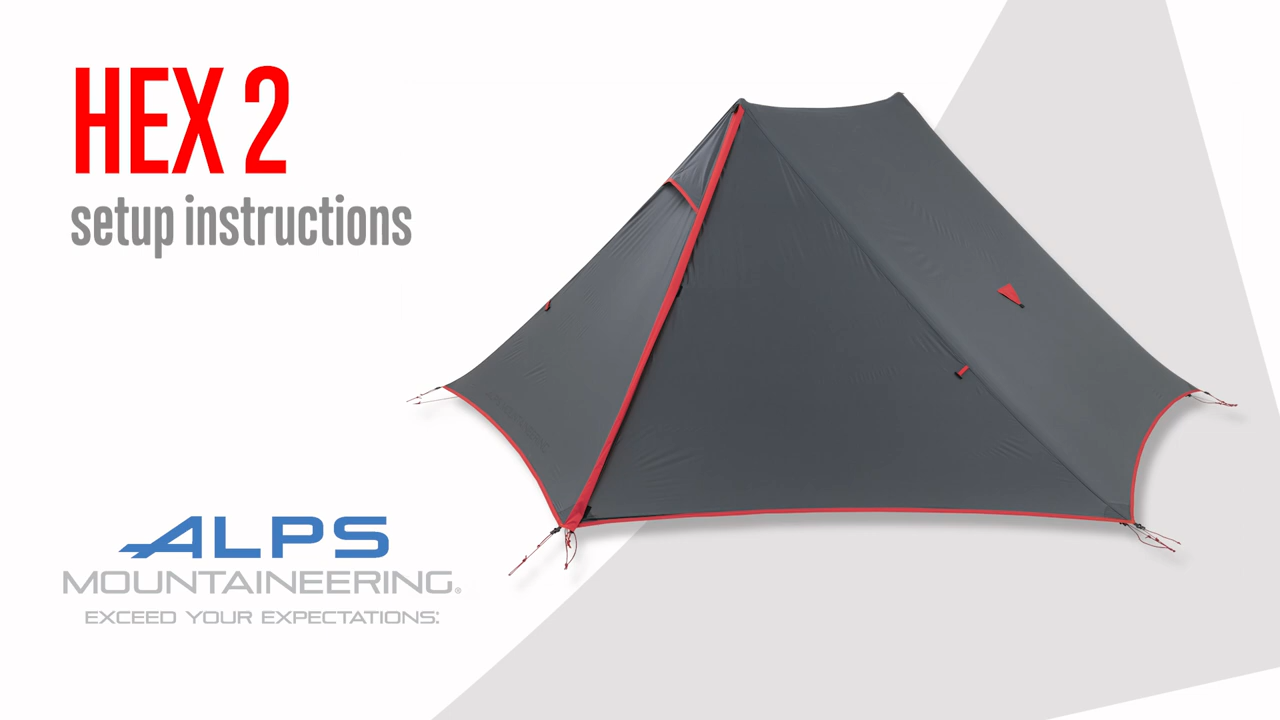 HEX 2
setup instructions
ALPS
MOUNTAINEERING®
EXCEED YOUR EXPECTATIONS.